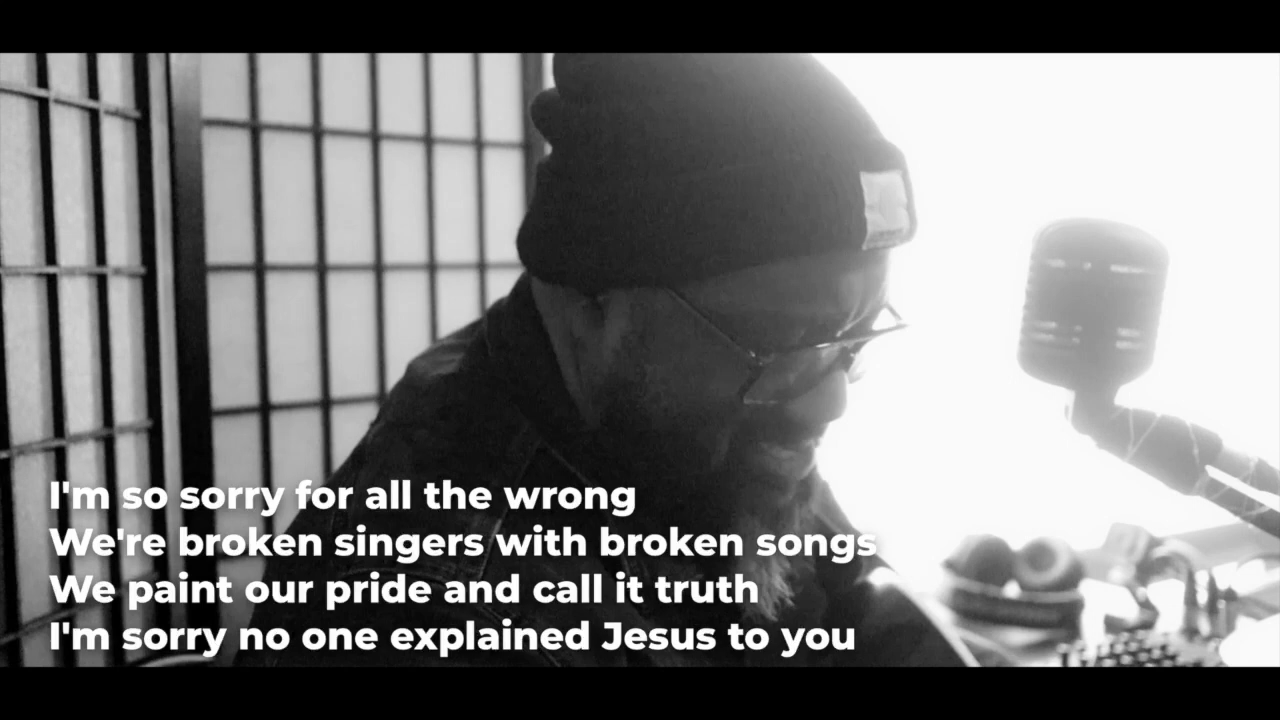 I'm so sorry for all the wrong
We're broken singers with broken songs
We paint our pride and call it truth
I'm sorry no one explained Jesus to you